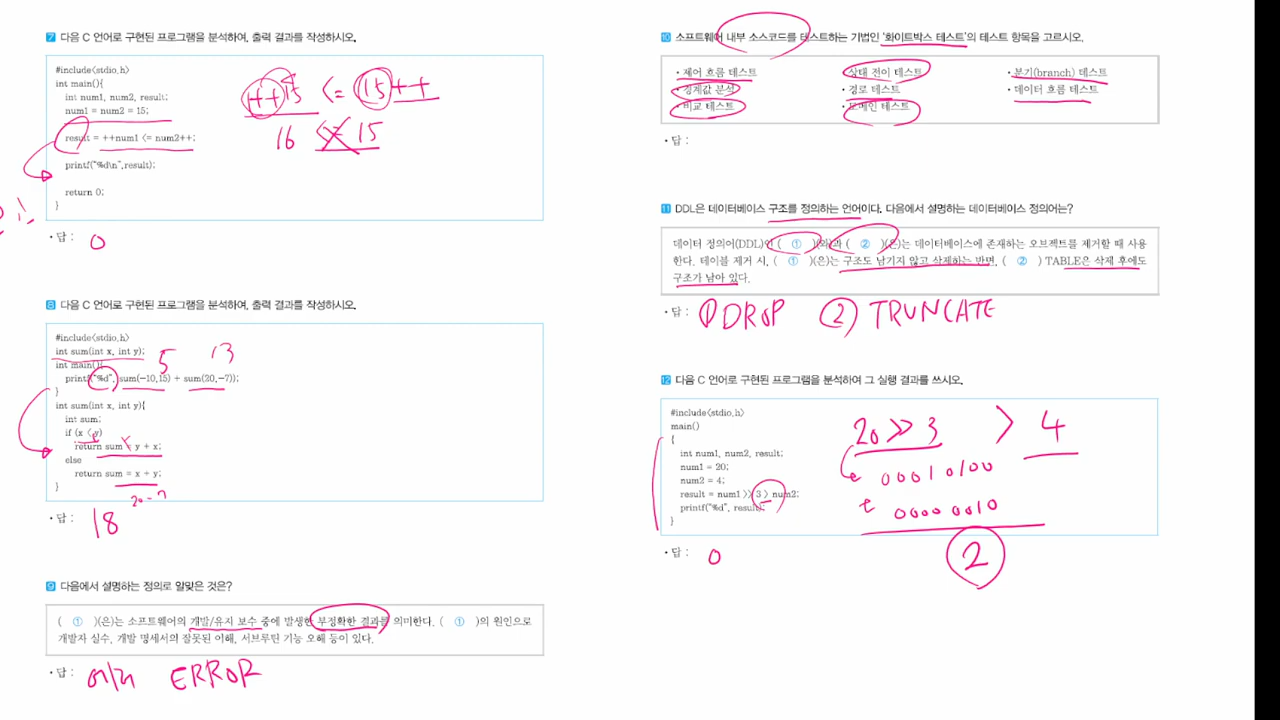 7 다음 C 언어로 구현된 프로그램을 분석하여, 출력 결과를 작성하시오.
#include<stdio.h>
int main(){
int num1, num2, result;
num1 = num2 = 15;
result = ++num1 <= num2++;
printf("%d\n",result);
return 0;
}
++15 <= 15++
16 <= 15
• 답 : 0
8 다음 C 언어로 구현된 프로그램을 분석하여, 출력 결과를 작성하시오.
#include<stdio.h>
int sum(int x, int y);
5 13
int main(){
printf("%d", sum(-10,15) + sum(20,-7));
}
int sum(int x, int y){
int sum;
if (x < y)
return sum = y + x;
else
return sum = x + y;
20-7
}
• 답 : 18
9 다음에서 설명하는 정의로 알맞은 것은?
( ① )(은)는 소프트웨어의 개발/유지 보수 중에 발생한 부정확한 결과를 의미한다. ( ① )의 원인으로
개발자 실수, 개발 명세서의 잘못된 이해, 서브루틴 기능 오해 등이 있다.
• 답 : 에러 ERROR
10 소프트웨어 내부 소스코드를 테스트하는 기법인 '화이트박스 테스트'의 테스트 항목을 고르시오.
• 제어 흐름 테스트 상태 전이 테스트 • 분기(branch) 테스트
• 경계값 분석 • 경로 테스트 • 데이터 흐름 테스트
• 비교 테스트 도메인 테스트
• 답 :
11 DDL은 데이터베이스 구조를 정의하는 언어이다. 다음에서 설명하는 데이터베이스 정의어는?
데이터 정의어(DDL)인 ( ① )(와)과 ( ② )(은)는 데이터베이스에 존재하는 오브젝트를 제거할 때 사용
한다. 테이블 제거 시, ( ① )(은)는 구조도 남기지 않고 삭제하는 반면, ( ② ) TABLE은 삭제 후에도
구조가 남아 있다.
• 답 : ① DROP ② TRUNCATE
12 다음 C 언어로 구현된 프로그램을 분석하여 그 실행 결과를 쓰시오.
#include<stdio.h>
main()
{
int num1, num2, result;
num1 = 20;
num2 = 4;
result = num1 >> 3 > num2;
printf("%d", result);
}
20 >> 3 > 4
00010100
00000010
2
• 답 : 0